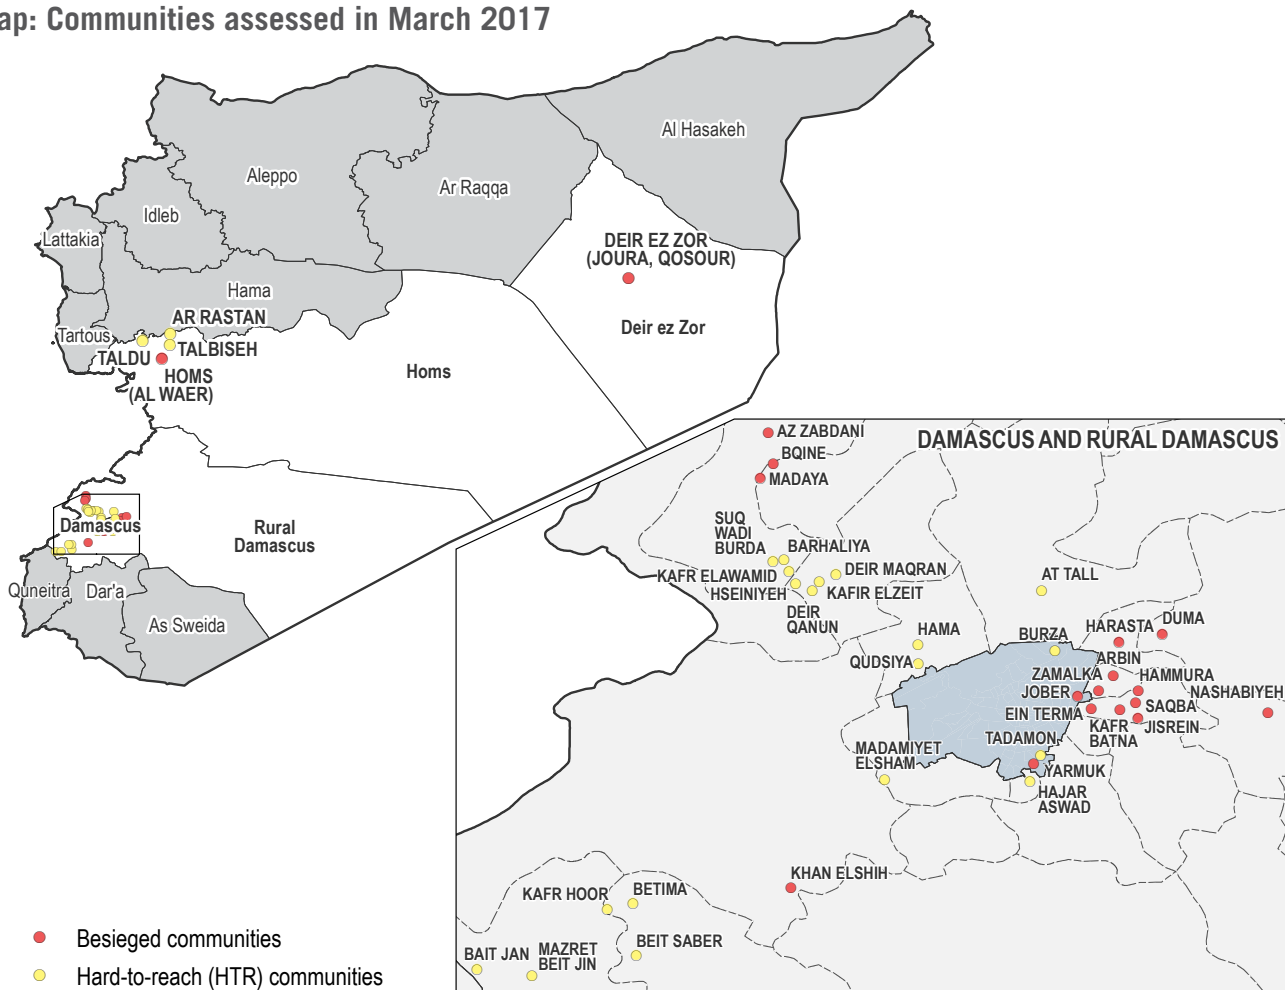 ap: Communities assessed in March 2017
Al Hasakeh
Aleppo
Ar Raqqa
Idleb
Lattakia
DEIR EZ ZOR
(JOURA, QOSOUR)
Hama
AR RASTAN
Tartous
Deir ez Zor
TALBISEH
TALDU
HOMS
(AL WAER)
Homs
Damascus
Rural
Damascus
Quneitra
Dar'a
As Sweida
DAMASCUS AND RURAL DAMASCUS
AZ ZABDANI
BQINE
MADAYA
SUQ
WADI
BURDA
BARHALIYA
KAFR ELAWAMID
DEIR MAQRAN
HSEINIYEH
KAFIR ELZEIT
DEIR
QANUN
AT TALL
HAMA
BURZA
HARASTA
DUMA
QUDSIYA
ARBIN
ZAMALKA
HAMMURA
JOBER
NASHABIYEH
EIN TERMA
SAQBA
KAFR
BATNA
JISREIN
TADAMON
MADAMIYET
ELSHAM
YARMUK
HAJAR
ASWAD
KHAN ELSHIH
KAFR HOOR
BETIMA
BAIT JAN
MAZRET
BEIT JIN
BEIT SABER
Besieged communities
Hard-to-reach (HTR) communities